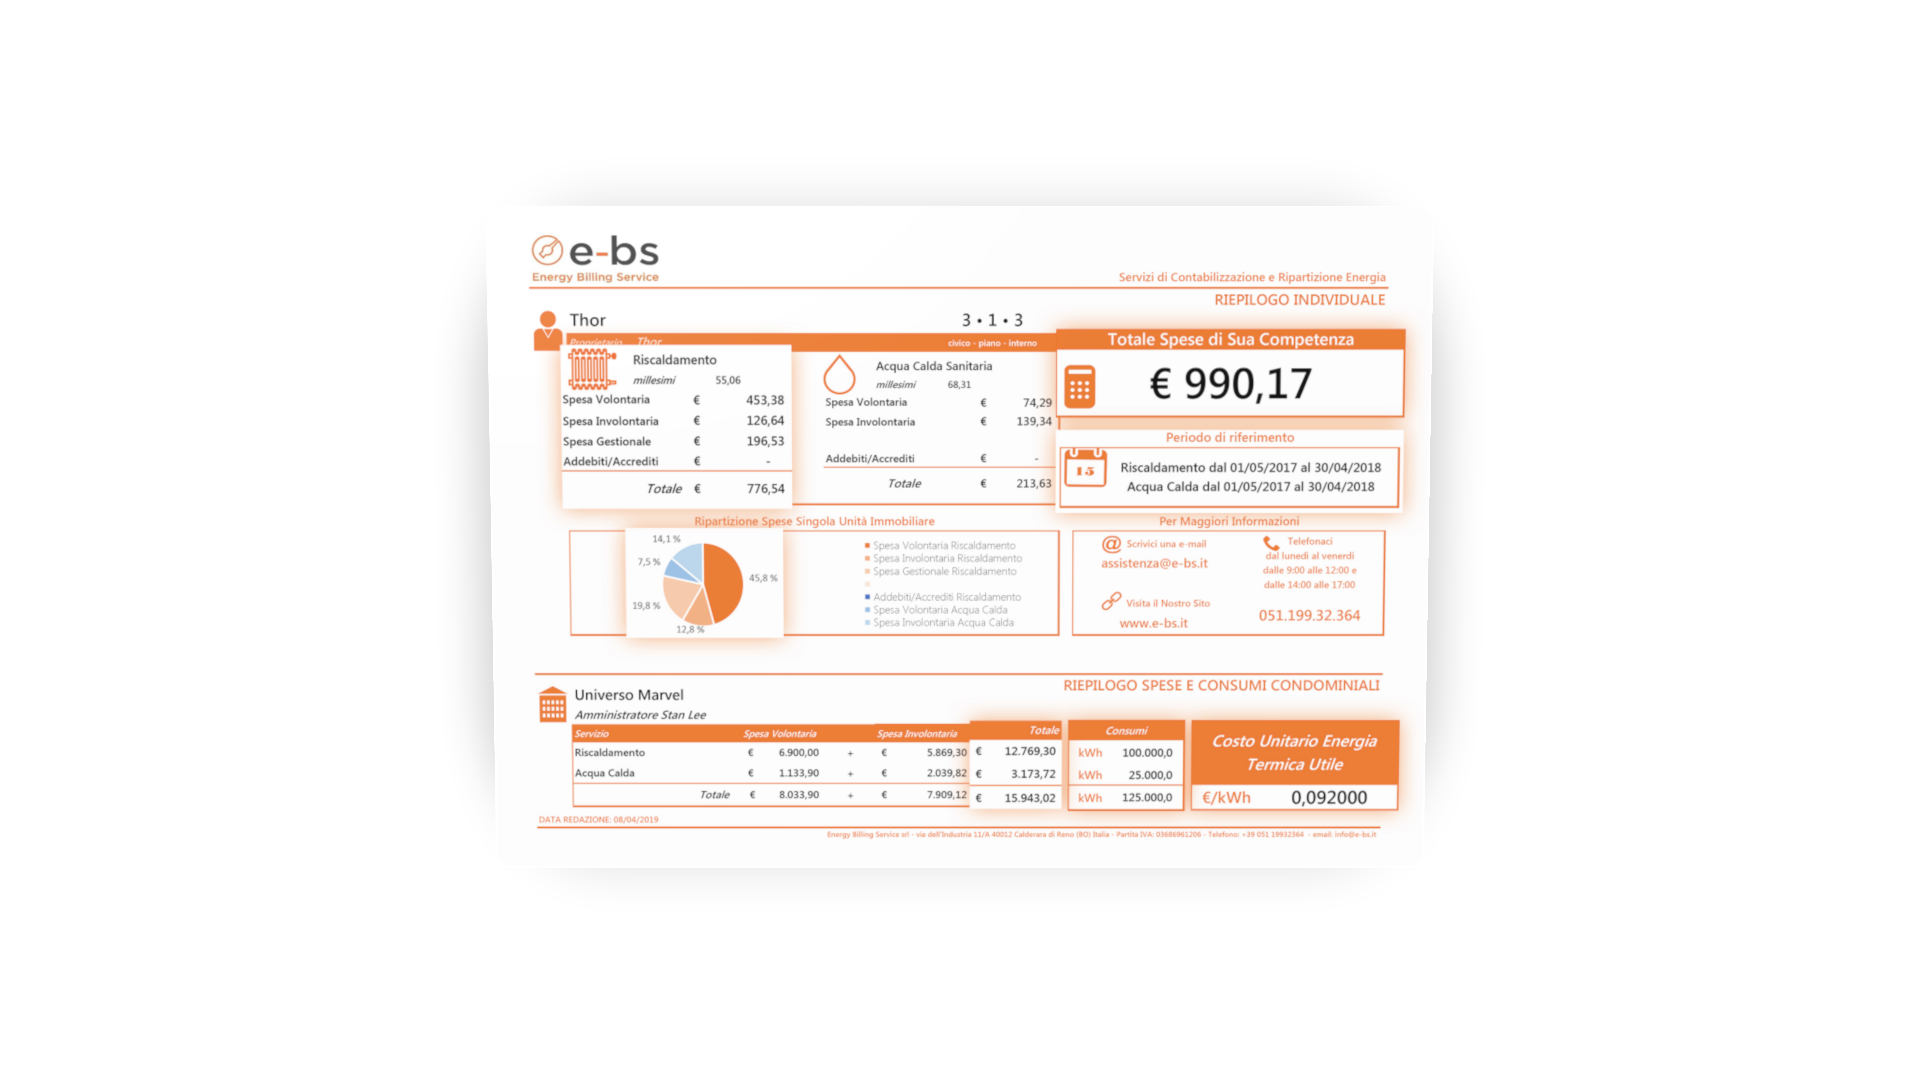 e-bs
Energy Billing Service
Servizi di Contabilizzazione e Ripartizione Energia
RIEPILOGO INDIVIDUALE
Thor 3 • 1 • 3
Proprietario Thor civico - piano - interno
Riscaldamento
millesimi 55,06
Spesa Volontaria € 453,38
Spesa Involontaria € 126,64
Spesa Gestionale € 196,53
Addebiti/Accrediti € -
Totale € 776,54
Acqua Calda Sanitaria
millesimi 68,31
Spesa Volontaria € 74,29
Spesa Involontaria € 139,34
Addebiti/Accrediti € -
Totale € 213,63
Totale Spese di Sua Competenza
€ 990,17
Periodo di riferimento
15
Riscaldamento dal 01/05/2017 al 30/04/2018
Acqua Calda dal 01/05/2017 al 30/04/2018
Ripartizione Spese Singola Unità Immobiliare
14,1 %
7,5 %
45,8 %
19,8 %
12,8 %
Spesa Volontaria Riscaldamento
Spesa Involontaria Riscaldamento
Spesa Gestionale Riscaldamento
Addebiti/Accrediti Riscaldamento
Spesa Volontaria Acqua Calda
Spesa Involontaria Acqua Calda
Per Maggiori Informazioni
@ Scrivici una e-mail
assistenza@e-bs.it
Visita il Nostro Sito
www.e-bs.it
Telefonaci
dal lunedì al venerdì
dalle 9:00 alle 12:00 e
dalle 14:00 alle 17:00
051.199.32.364
RIEPILOGO SPESE E CONSUMI CONDOMINIALI
Universo Marvel
Amministratore Stan Lee
Servizio Spesa Volontaria Spesa Involontaria Totale Consumi
Riscaldamento € 6.900,00 + € 5.869,30 € 12.769,30 kWh 100.000,0
Acqua Calda € 1.133,90 + € 2.039,82 € 3.173,72 kWh 25.000,0
Totale € 8.033,90 + € 7.909,12 € 15.943,02 kWh 125.000,0
Costo Unitario Energia
Termica Utile
€/kWh 0,092000
DATA REDAZIONE: 08/04/2019
Energy Billing Service srl - via dell'Industria 11/A 40012 Calderara di Reno (BO) Italia - Partita IVA: 03686961206 - Telefono: +39 051 19932364 - email: info@e-bs.it